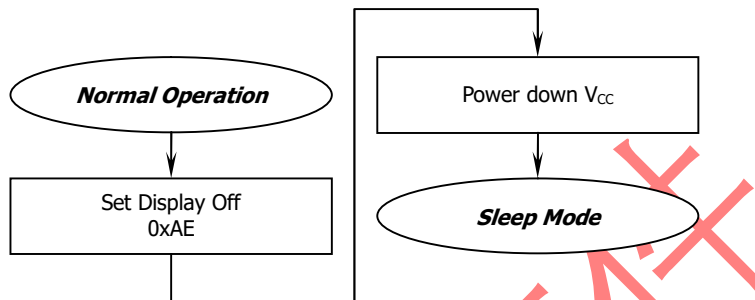 Normal Operation
Set Display Off
0xAE
Power down VCC
Sleep Mode